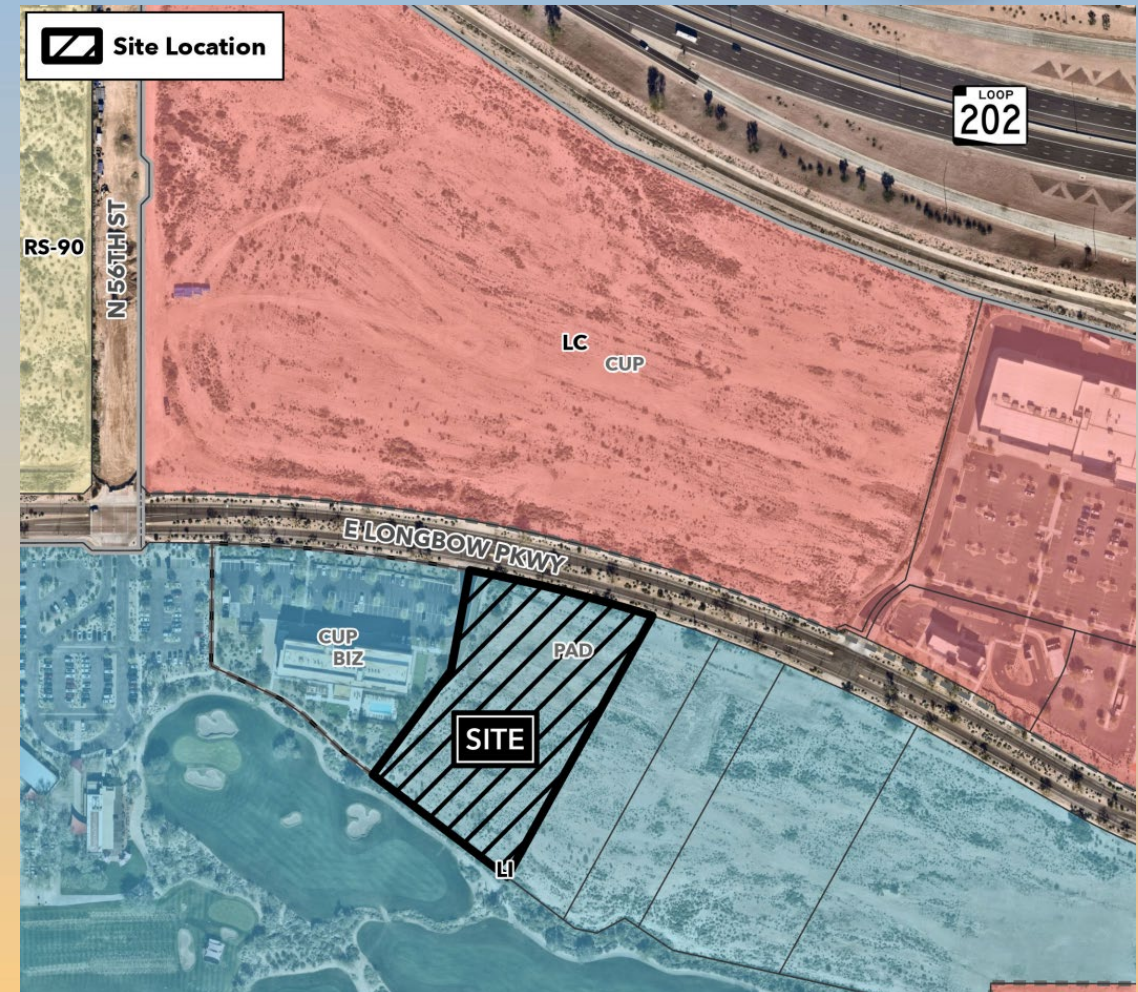 Site Location
LOOP
202
RS-90
N 56TH ST
LC
CUP
E LONGBOW PKWY
CUP
BIZ
PAD
SITE
LI